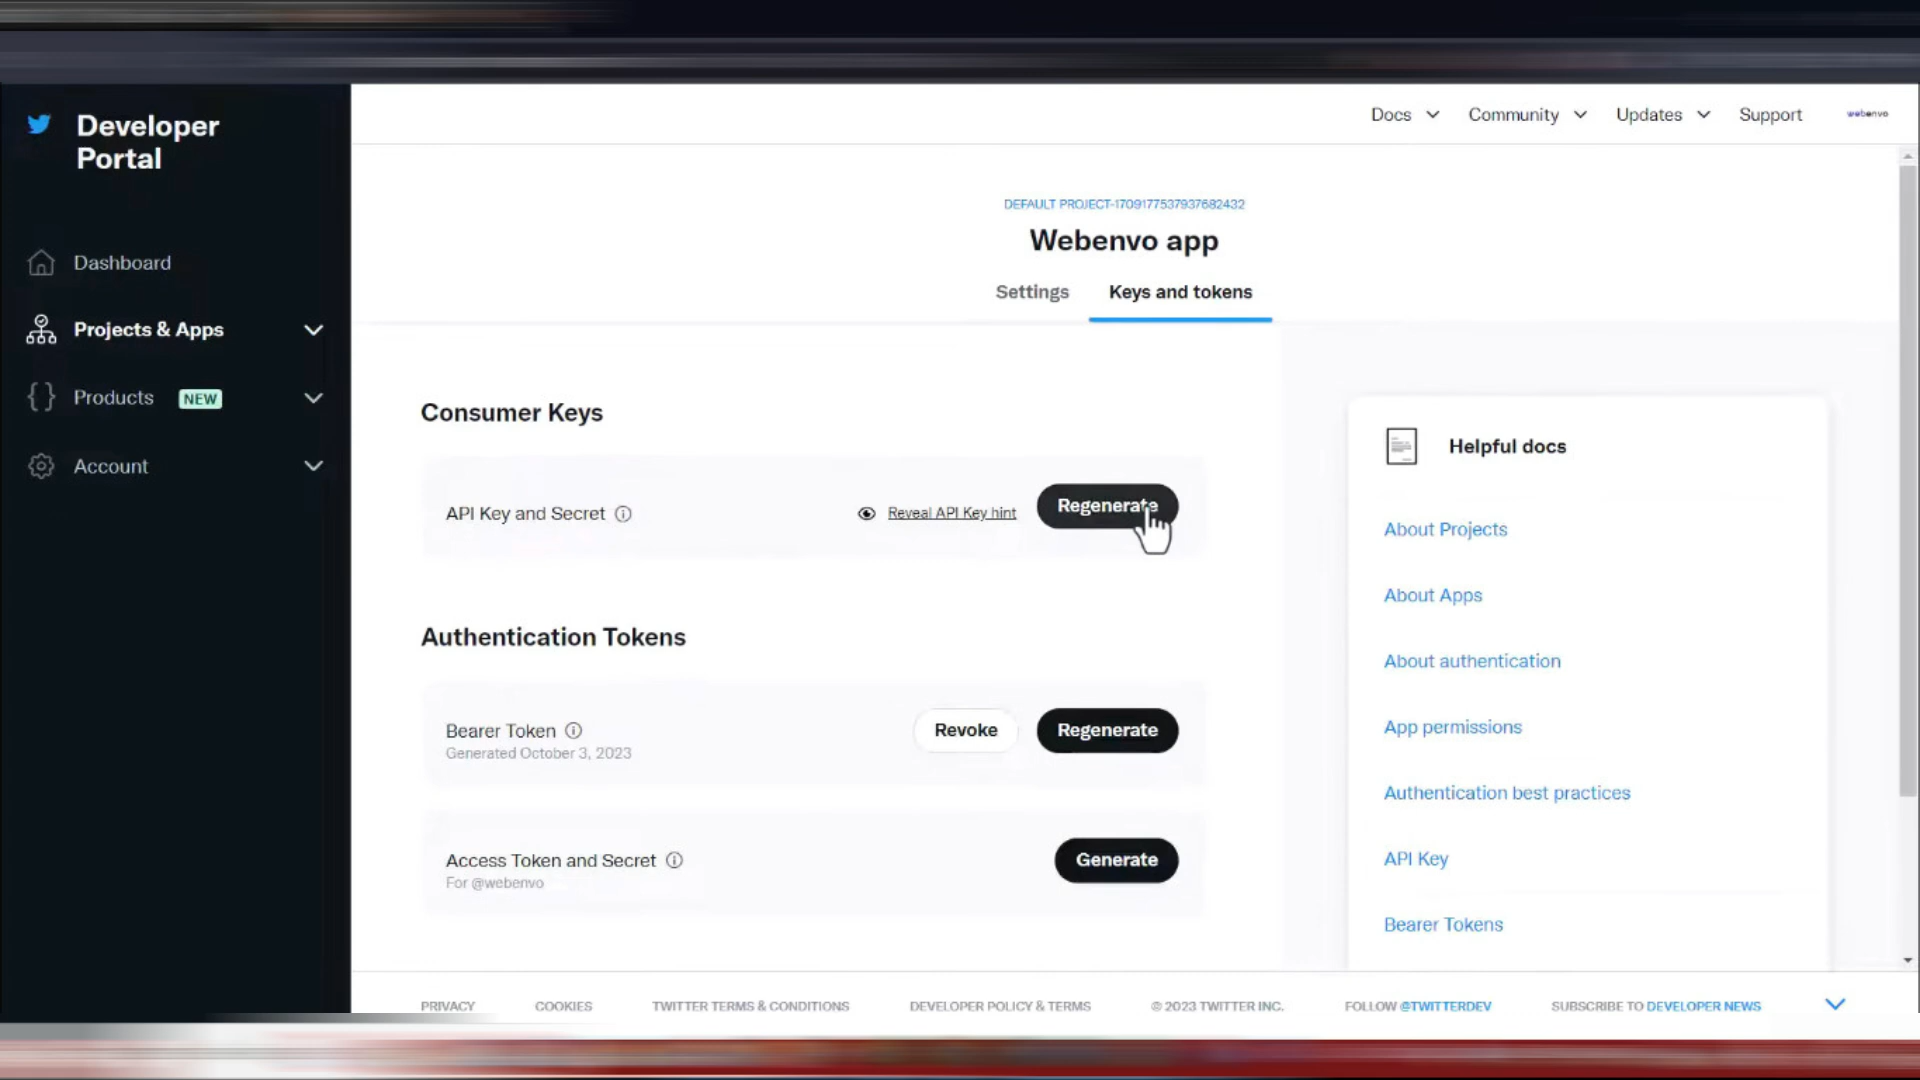 Developer
Portal
Docs
Community
Updates
Support
webenvo
Dashboard
Projects & Apps
Products
NEW
Account
DEFAULT PROJECT-1709177537937682432
Webenvo app
Settings
Keys and tokens
Consumer Keys
API Key and Secret
Reveal API Key hint
Regenerate
Authentication Tokens
Bearer Token
Generated October 3, 2023
Revoke
Regenerate
Access Token and Secret
For @webenvo
Generate
Helpful docs
About Projects
About Apps
About authentication
App permissions
Authentication best practices
API Key
Bearer Tokens
PRIVACY
COOKIES
TWITTER TERMS & CONDITIONS
DEVELOPER POLICY & TERMS
© 2023 TWITTER INC.
FOLLOW @TWITTERDEV
SUBSCRIBE TO DEVELOPER NEWS